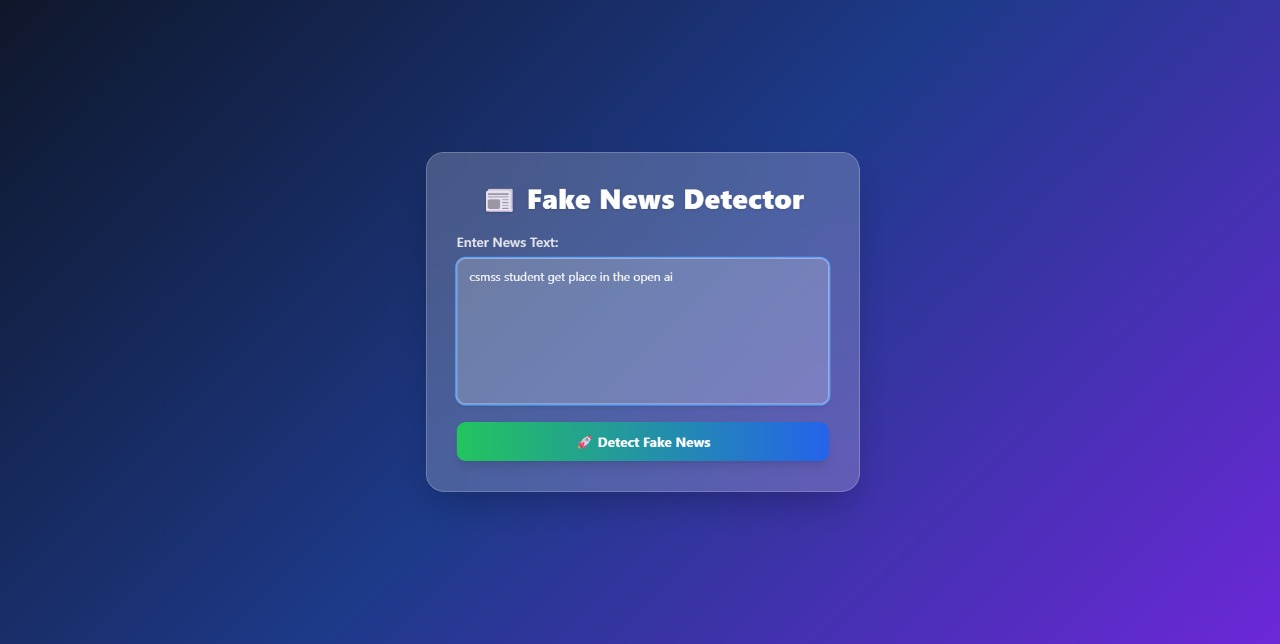 Fake News Detector
Enter News Text:
csmss student get place in the open ai
Detect Fake News